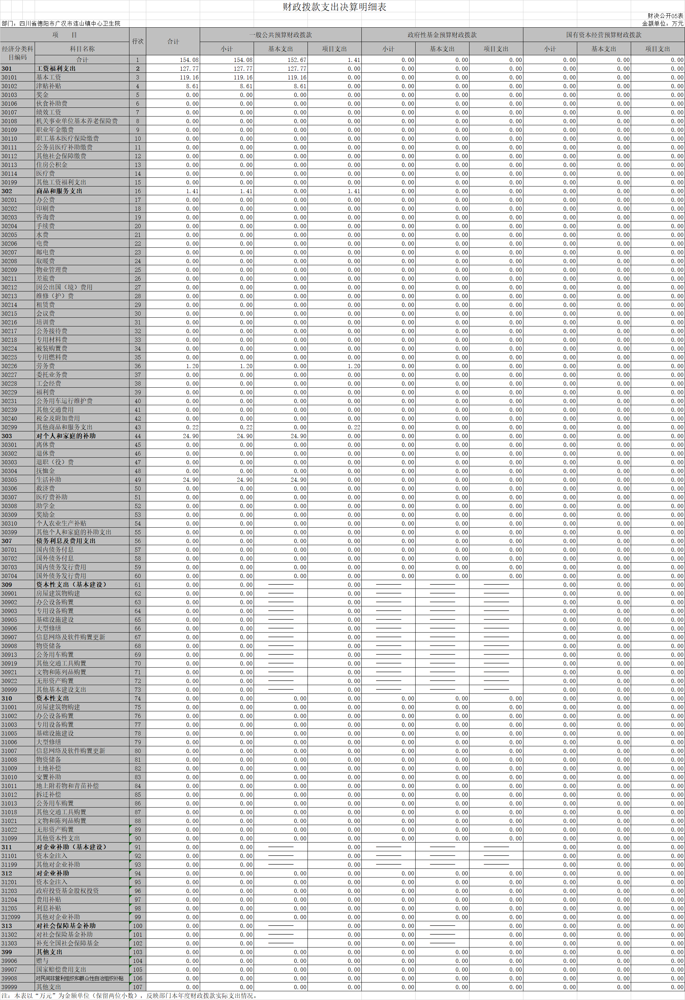 财政拨款支出决算明细表
财决公开05表
部门：四川省德阳市广汉市连山镇中心卫生院 金额单位：万元
项 目 行次 合计 一般公共预算财政拨款 政府性基金预算财政拨款 国有资本经营预算财政拨款
经济分类科目编码 科目名称 小计 基本支出 项目支出 小计 基本支出 项目支出 小计 基本支出 项目支出
合计 1 154.08 154.08 152.67 1.41 0.00 0.00 0.00 0.00 0.00 0.00
301 工资福利支出 2 127.77 127.77 127.77 0.00 0.00 0.00 0.00 0.00 0.00 0.00
30101 基本工资 3 119.16 119.16 119.16 0.00 0.00 0.00 0.00 0.00 0.00 0.00
30102 津贴补贴 4 8.61 8.61 8.61 0.00 0.00 0.00 0.00 0.00 0.00 0.00
30103 奖金 5 0.00 0.00 0.00 0.00 0.00 0.00 0.00 0.00 0.00 0.00
30106 伙食补助费 6 0.00 0.00 0.00 0.00 0.00 0.00 0.00 0.00 0.00 0.00
30107 绩效工资 7 0.00 0.00 0.00 0.00 0.00 0.00 0.00 0.00 0.00 0.00
30108 机关事业单位基本养老保险费 8 0.00 0.00 0.00 0.00 0.00 0.00 0.00 0.00 0.00 0.00
30109 职业年金缴费 9 0.00 0.00 0.00 0.00 0.00 0.00 0.00 0.00 0.00 0.00
30110 职工基本医疗保险缴费 10 0.00 0.00 0.00 0.00 0.00 0.00 0.00 0.00 0.00 0.00
30111 公务员医疗补助缴费 11 0.00 0.00 0.00 0.00 0.00 0.00 0.00 0.00 0.00 0.00
30112 其他社会保障缴费 12 0.00 0.00 0.00 0.00 0.00 0.00 0.00 0.00 0.00 0.00
30113 住房公积金 13 0.00 0.00 0.00 0.00 0.00 0.00 0.00 0.00 0.00 0.00
30114 医疗费 14 0.00 0.00 0.00 0.00 0.00 0.00 0.00 0.00 0.00 0.00
30199 其他工资福利支出 15 0.00 0.00 0.00 0.00 0.00 0.00 0.00 0.00 0.00 0.00
302 商品和服务支出 16 1.41 1.41 0.00 1.41 0.00 0.00 0.00 0.00 0.00 0.00
30201 办公费 17 0.00 0.00 0.00 0.00 0.00 0.00 0.00 0.00 0.00 0.00
30202 印刷费 18 0.00 0.00 0.00 0.00 0.00 0.00 0.00 0.00 0.00 0.00
30203 咨询费 19 0.00 0.00 0.00 0.00 0.00 0.00 0.00 0.00 0.00 0.00
30204 手续费 20 0.00 0.00 0.00 0.00 0.00 0.00 0.00 0.00 0.00 0.00
30205 水费 21 0.00 0.00 0.00 0.00 0.00 0.00 0.00 0.00 0.00 0.00
30206 电费 22 0.00 0.00 0.00 0.00 0.00 0.00 0.00 0.00 0.00 0.00
30207 邮电费 23 0.00 0.00 0.00 0.00 0.00 0.00 0.00 0.00 0.00 0.00
30208 取暖费 24 0.00 0.00 0.00 0.00 0.00 0.00 0.00 0.00 0.00 0.00
30209 物业管理费 25 0.00 0.00 0.00 0.00 0.00 0.00 0.00 0.00 0.00 0.00
30211 差旅费 26 0.00 0.00 0.00 0.00 0.00 0.00 0.00 0.00 0.00 0.00
30212 因公出国（境）费用 27 0.00 0.00 0.00 0.00 0.00 0.00 0.00 0.00 0.00 0.00
30213 维修（护）费 28 0.00 0.00 0.00 0.00 0.00 0.00 0.00 0.00 0.00 0.00
30214 租赁费 29 0.00 0.00 0.00 0.00 0.00 0.00 0.00 0.00 0.00 0.00
30215 会议费 30 0.00 0.00 0.00 0.00 0.00 0.00 0.00 0.00 0.00 0.00
30216 培训费 31 0.00 0.00 0.00 0.00 0.00 0.00 0.00 0.00 0.00 0.00
30217 公务接待费 32 0.00 0.00 0.00 0.00 0.00 0.00 0.00 0.00 0.00 0.00
30218 专用材料费 33 0.00 0.00 0.00 0.00 0.00 0.00 0.00 0.00 0.00 0.00
30224 被装购置费 34 0.00 0.00 0.00 0.00 0.00 0.00 0.00 0.00 0.00 0.00
30225 专用燃料费 35 0.00 0.00 0.00 0.00 0.00 0.00 0.00 0.00 0.00 0.00
30226 劳务费 36 1.20 1.20 0.00 1.20 0.00 0.00 0.00 0.00 0.00 0.00
30227 委托业务费 37 0.00 0.00 0.00 0.00 0.00 0.00 0.00 0.00 0.00 0.00
30228 工会经费 38 0.00 0.00 0.00 0.00 0.00 0.00 0.00 0.00 0.00 0.00
30229 福利费 39 0.00 0.00 0.00 0.00 0.00 0.00 0.00 0.00 0.00 0.00
30231 公务用车运行维护费 40 0.00 0.00 0.00 0.00 0.00 0.00 0.00 0.00 0.00 0.00
30239 其他交通费用 41 0.00 0.00 0.00 0.00 0.00 0.00 0.00 0.00 0.00 0.00
30240 税金及附加费用 42 0.00 0.00 0.00 0.00 0.00 0.00 0.00 0.00 0.00 0.00
30299 其他商品和服务支出 43 0.22 0.22 0.00 0.22 0.00 0.00 0.00 0.00 0.00 0.00
303 对个人和家庭的补助 44 24.90 24.90 24.90 0.00 0.00 0.00 0.00 0.00 0.00 0.00
30301 离休费 45 0.00 0.00 0.00 0.00 0.00 0.00 0.00 0.00 0.00 0.00
30302 退休费 46 0.00 0.00 0.00 0.00 0.00 0.00 0.00 0.00 0.00 0.00
30303 退职（役）费 47 0.00 0.00 0.00 0.00 0.00 0.00 0.00 0.00 0.00 0.00
30304 抚恤金 48 0.00 0.00 0.00 0.00 0.00 0.00 0.00 0.00 0.00 0.00
30305 生活补助 49 24.90 24.90 24.90 0.00 0.00 0.00 0.00 0.00 0.00 0.00
30306 救济费 50 0.00 0.00 0.00 0.00 0.00 0.00 0.00 0.00 0.00 0.00
30307 医疗费补助 51 0.00 0.00 0.00 0.00 0.00 0.00 0.00 0.00 0.00 0.00
30308 助学金 52 0.00 0.00 0.00 0.00 0.00 0.00 0.00 0.00 0.00 0.00
30309 奖励金 53 0.00 0.00 0.00 0.00 0.00 0.00 0.00 0.00 0.00 0.00
30310 个人农业生产补贴 54 0.00 0.00 0.00 0.00 0.00 0.00 0.00 0.00 0.00 0.00
30399 其他个人和家庭的补助支出 55 0.00 0.00 0.00 0.00 0.00 0.00 0.00 0.00 0.00 0.00
307 债务利息及费用支出 56 0.00 0.00 0.00 0.00 0.00 0.00 0.00 0.00 0.00 0.00
30701 国内债务付息 57 0.00 0.00 0.00 0.00 0.00 0.00 0.00 0.00 0.00 0.00
30702 国外债务付息 58 0.00 0.00 0.00 0.00 0.00 0.00 0.00 0.00 0.00 0.00
30703 国内债务发行费用 59 0.00 0.00 0.00 0.00 0.00 0.00 0.00 0.00 0.00 0.00
30704 国外债务发行费用 60 0.00 0.00 0.00 0.00 0.00 0.00 0.00 0.00 0.00 0.00
309 资本性支出（基本建设） 61 0.00 0.00 —— 0.00 —— —— —— 0.00 0.00 0.00
30901 房屋建筑物购建 62 0.00 0.00 —— 0.00 —— —— —— 0.00 0.00 0.00
30902 办公设备购置 63 0.00 0.00 —— 0.00 —— —— —— 0.00 0.00 0.00
30903 专用设备购置 64 0.00 0.00 —— 0.00 —— —— —— 0.00 0.00 0.00
30905 基础设施建设 65 0.00 0.00 —— 0.00 —— —— —— 0.00 0.00 0.00
30906 大型修缮 66 0.00 0.00 —— 0.00 —— —— —— 0.00 0.00 0.00
30907 信息网络及软件购置更新 67 0.00 0.00 —— 0.00 —— —— —— 0.00 0.00 0.00
30908 物资储备 68 0.00 0.00 —— 0.00 —— —— —— 0.00 0.00 0.00
30913 公务用车购置 69 0.00 0.00 —— 0.00 —— —— —— 0.00 0.00 0.00
30919 其他交通工具购置 70 0.00 0.00 —— 0.00 —— —— —— 0.00 0.00 0.00
30921 文物和陈列品购置 71 0.00 0.00 —— 0.00 —— —— —— 0.00 0.00 0.00
30922 无形资产购置 72 0.00 0.00 —— 0.00 —— —— —— 0.00 0.00 0.00
30999 其他基本建设支出 73 0.00 0.00 —— 0.00 —— —— —— 0.00 0.00 0.00
310 资本性支出 74 0.00 0.00 0.00 0.00 0.00 0.00 0.00 0.00 0.00 0.00
31001 房屋建筑物购建 75 0.00 0.00 0.00 0.00 0.00 0.00 0.00 0.00 0.00 0.00
31002 办公设备购置 76 0.00 0.00 0.00 0.00 0.00 0.00 0.00 0.00 0.00 0.00
31003 专用设备购置 77 0.00 0.00 0.00 0.00 0.00 0.00 0.00 0.00 0.00 0.00
31005 基础设施建设 78 0.00 0.00 0.00 0.00 0.00 0.00 0.00 0.00 0.00 0.00
31006 大型修缮 79 0.00 0.00 0.00 0.00 0.00 0.00 0.00 0.00 0.00 0.00
31007 信息网络及软件购置更新 80 0.00 0.00 0.00 0.00 0.00 0.00 0.00 0.00 0.00 0.00
31008 物资储备 81 0.00 0.00 0.00 0.00 0.00 0.00 0.00 0.00 0.00 0.00
31009 土地补偿 82 0.00 0.00 0.00 0.00 0.00 0.00 0.00 0.00 0.00 0.00
31010 安置补助 83 0.00 0.00 0.00 0.00 0.00 0.00 0.00 0.00 0.00 0.00
31011 地上附着物和青苗补偿 84 0.00 0.00 0.00 0.00 0.00 0.00 0.00 0.00 0.00 0.00
31012 拆迁补偿 85 0.00 0.00 0.00 0.00 0.00 0.00 0.00 0.00 0.00 0.00
31013 公务用车购置 86 0.00 0.00 0.00 0.00 0.00 0.00 0.00 0.00 0.00 0.00
31018 其他交通工具购置 87 0.00 0.00 0.00 0.00 0.00 0.00 0.00 0.00 0.00 0.00
31021 文物和陈列品购置 88 0.00 0.00 0.00 0.00 0.00 0.00 0.00 0.00 0.00 0.00
31022 无形资产购置 89 0.00 0.00 0.00 0.00 0.00 0.00 0.00 0.00 0.00 0.00
31099 其他资本性支出 90 0.00 0.00 0.00 0.00 0.00 0.00 0.00 0.00 0.00 0.00
311 对企业补助（基本建设） 91 0.00 0.00 —— 0.00 —— —— —— 0.00 0.00 0.00
31101 资本金注入 92 0.00 0.00 —— 0.00 —— —— —— 0.00 0.00 0.00
31199 其他对企业补助 93 0.00 0.00 —— 0.00 —— —— —— 0.00 0.00 0.00
312 对企业补助 94 0.00 0.00 0.00 0.00 0.00 0.00 0.00 0.00 0.00 0.00
31201 资本金注入 95 0.00 0.00 0.00 0.00 0.00 0.00 0.00 0.00 0.00 0.00
31203 政府投资基金股权投资 96 0.00 0.00 0.00 0.00 0.00 0.00 0.00 0.00 0.00 0.00
31204 费用补贴 97 0.00 0.00 0.00 0.00 0.00 0.00 0.00 0.00 0.00 0.00
31205 利息补贴 98 0.00 0.00 0.00 0.00 0.00 0.00 0.00 0.00 0.00 0.00
312099 其他对企业补助 99 0.00 0.00 0.00 0.00 0.00 0.00 0.00 0.00 0.00 0.00
313 对社会保障基金补助 100 0.00 0.00 —— 0.00 0.00 —— 0.00 0.00 0.00 0.00
31302 对社会保险基金补助 101 0.00 0.00 —— 0.00 0.00 —— 0.00 0.00 0.00 0.00
31303 补充全国社会保障基金 102 0.00 0.00 —— 0.00 0.00 —— 0.00 0.00 0.00 0.00
399 其他支出 103 0.00 0.00 0.00 0.00 0.00 0.00 0.00 0.00 0.00 0.00
39906 赠与 104 0.00 0.00 0.00 0.00 0.00 0.00 0.00 0.00 0.00 0.00
39907 国家赔偿费用支出 105 0.00 0.00 0.00 0.00 0.00 0.00 0.00 0.00 0.00 0.00
39908 对民间非营利组织和群众性自治组织补贴 106 0.00 0.00 0.00 0.00 0.00 0.00 0.00 0.00 0.00 0.00
39999 其他支出 107 0.00 0.00 0.00 0.00 0.00 0.00 0.00 0.00 0.00 0.00
注：本表以“万元”为金额单位（保留两位小数），反映部门本年度财政拨款实际支出情况。